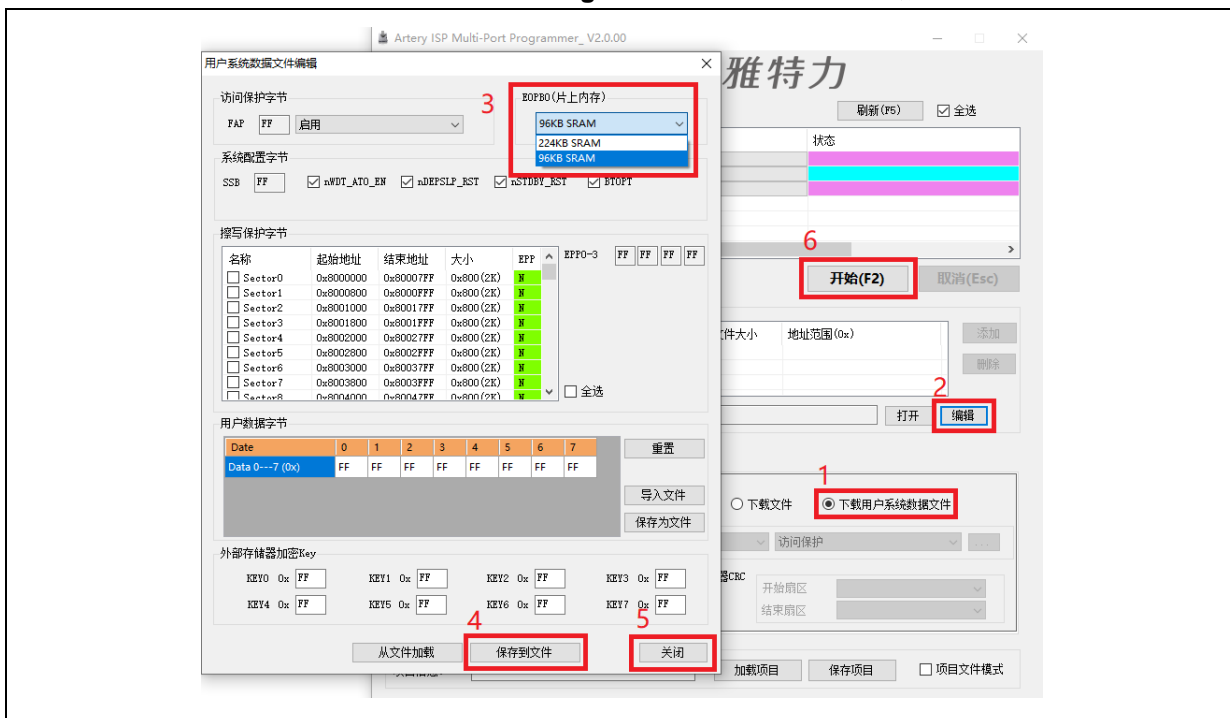 Artery ISP Multi-Port Programmer_ V2.0.00
雅特力
刷新(F5) 全选
状态
6
开始(F2) 取消(Esc)
件大小 地址范围(0x)
添加
删除
2
打开 编辑
1
下载文件 下载用户系统数据文件
访问保护 ...
器CRC
开始扇区
结束扇区
加载项目 保存项目 项目文件模式
用户系统数据文件编辑
访问保护字节
FAP FF 启用
3
EOPB0(片上内存)
96KB SRAM
224KB SRAM
96KB SRAM
系统配置字节
SSB FF nWDT_ATO_EN nDEPSLP_RST nSTDBY_RST BTOPT
擦写保护字节
名称 起始地址 结束地址 大小 EPP
Sector0 0x8000000 0x80007FF 0x800(2K) N
Sector1 0x8000800 0x8000FFF 0x800(2K) N
Sector2 0x8001000 0x80017FF 0x800(2K) N
Sector3 0x8001800 0x8001FFF 0x800(2K) N
Sector4 0x8002000 0x80027FF 0x800(2K) N
Sector5 0x8002800 0x8002FFF 0x800(2K) N
Sector6 0x8003000 0x80037FF 0x800(2K) N
Sector7 0x8003800 0x8003FFF 0x800(2K) N
Sector8 0x8004000 0x80047FF 0x800(2K) N
EPP0-3 FF FF FF FF
全选
用户数据字节
Date 0 1 2 3 4 5 6 7
Data 0---7 (0x) FF FF FF FF FF FF FF FF
重置
导入文件
保存为文件
外部存储器加密Key
KEY0 0x FF KEY1 0x FF KEY2 0x FF KEY3 0x FF
KEY4 0x FF KEY5 0x FF KEY6 0x FF KEY7 0x FF
4 5
从文件加载 保存到文件 关闭